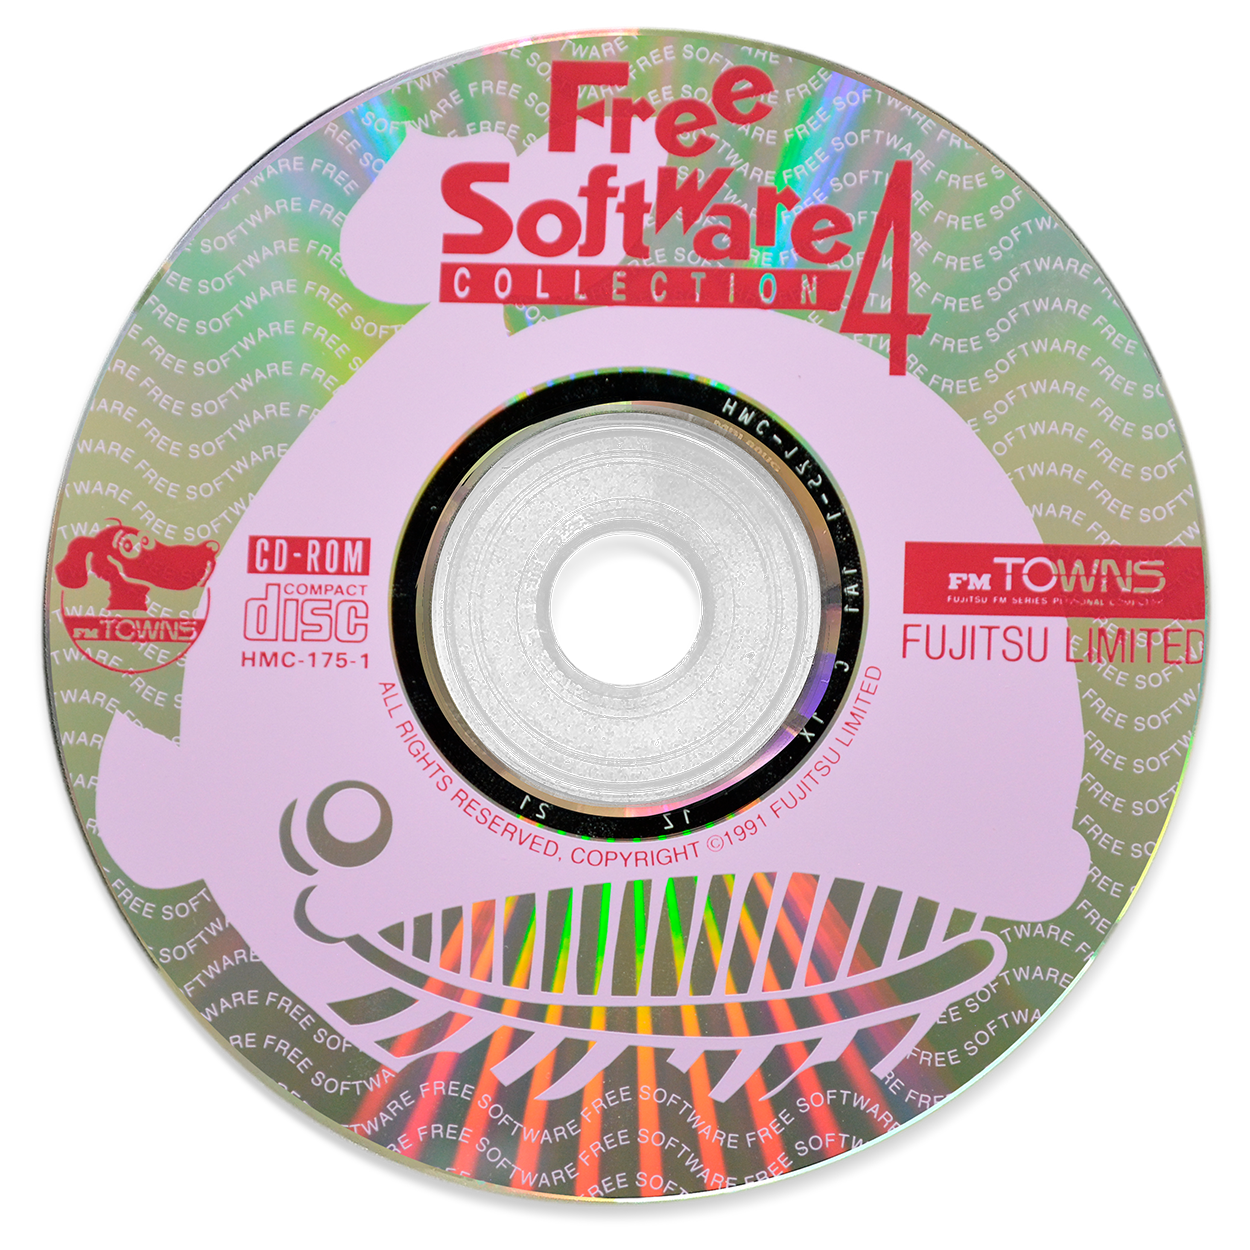 Free
Software 4
COLLECTION
CD-ROM
COMPACT
disc
HMC-175-1
FM TOWNS
FM TOWNS
FUJITSU LIMITED
ALL RIGHTS RESERVED, COPYRIGHT ©1991 FUJITSU LIMITED
FREE SOFTWARE FREE SOFTWARE FREE SOFTWARE